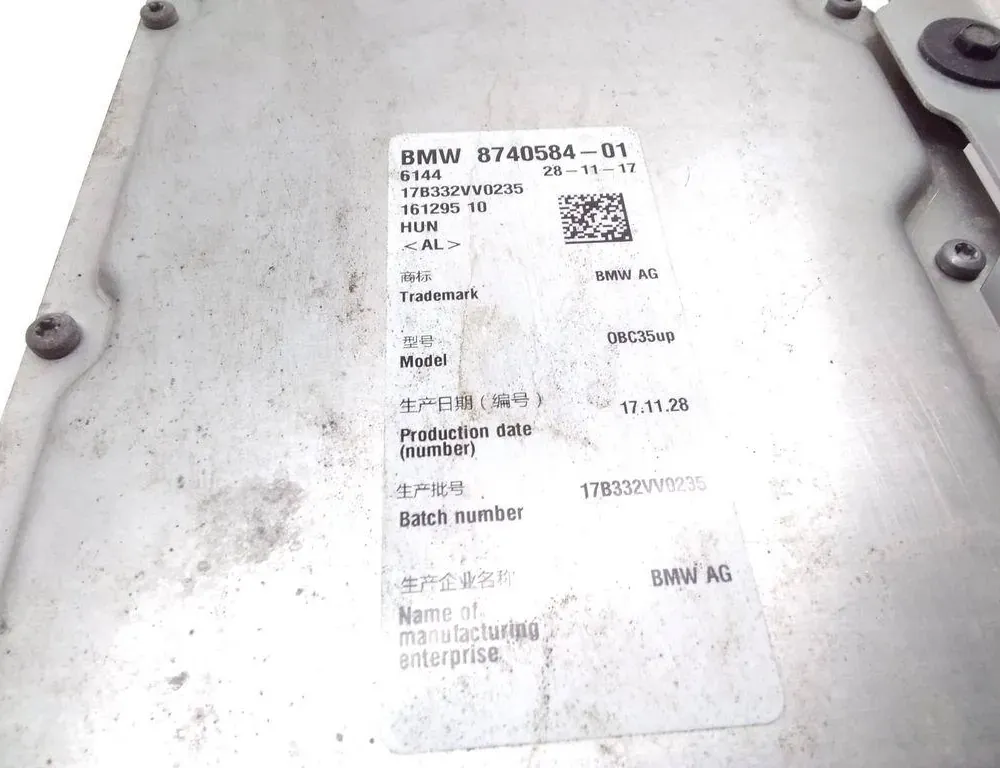 BMW 8740584-01
6144 28-11-17
17B332VV0235
161295 10
HUN
<AL>
商标 BMW AG
Trademark
型号 OBC35up
Model
生产日期(编号) 17.11.28
Production date
(number)
生产批号 17B332VV0235
Batch number
生产企业名称 BMW AG
Name of
manufacturing
enterprise